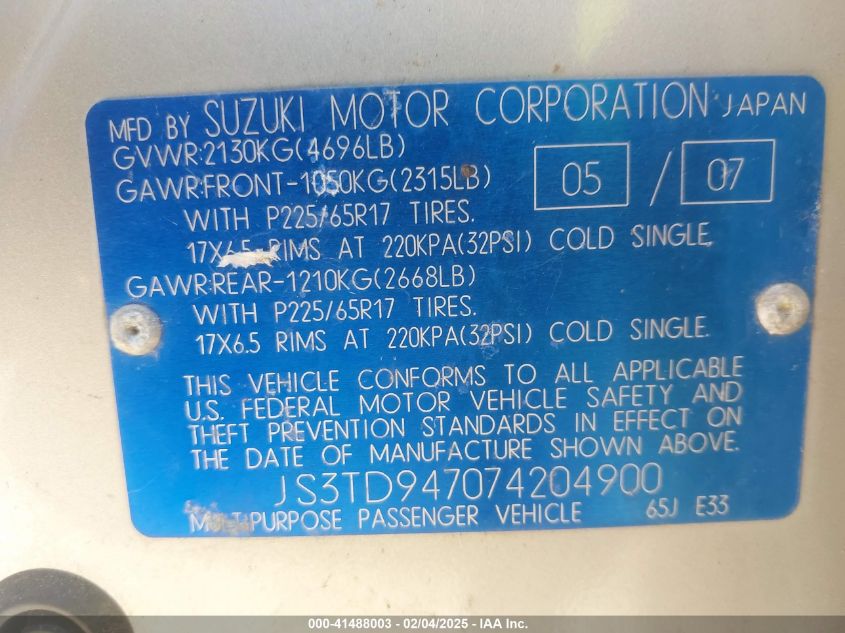 MFD BY SUZUKI MOTOR CORPORATION JAPAN
GVWR:2130KG(4696LB)
GAWR:FRONT-1050KG(2315LB) 05 / 07
WITH P225/65R17 TIRES.
17X6.5 RIMS AT 220KPA(32PSI) COLD SINGLE.
GAWR:REAR-1210KG(2668LB)
WITH P225/65R17 TIRES.
17X6.5 RIMS AT 220KPA(32PSI) COLD SINGLE.
THIS VEHICLE CONFORMS TO ALL APPLICABLE
U.S. FEDERAL MOTOR VEHICLE SAFETY AND
THEFT PREVENTION STANDARDS IN EFFECT ON
THE DATE OF MANUFACTURE SHOWN ABOVE.
JS3TD947074204900
MULTIPURPOSE PASSENGER VEHICLE 65J E33
000-41488003 - 02/04/2025 - IAA Inc.